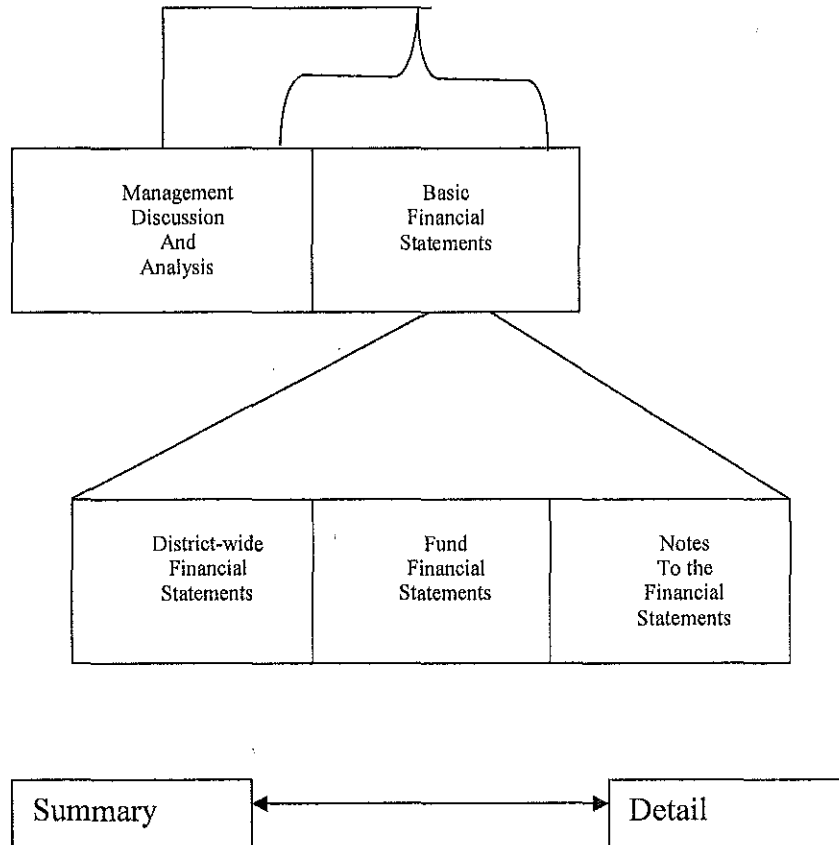 Management
Discussion
And
Analysis
Basic
Financial
Statements
District-wide
Financial
Statements
Fund
Financial
Statements
Notes
To the
Financial
Statements
Summary
Detail